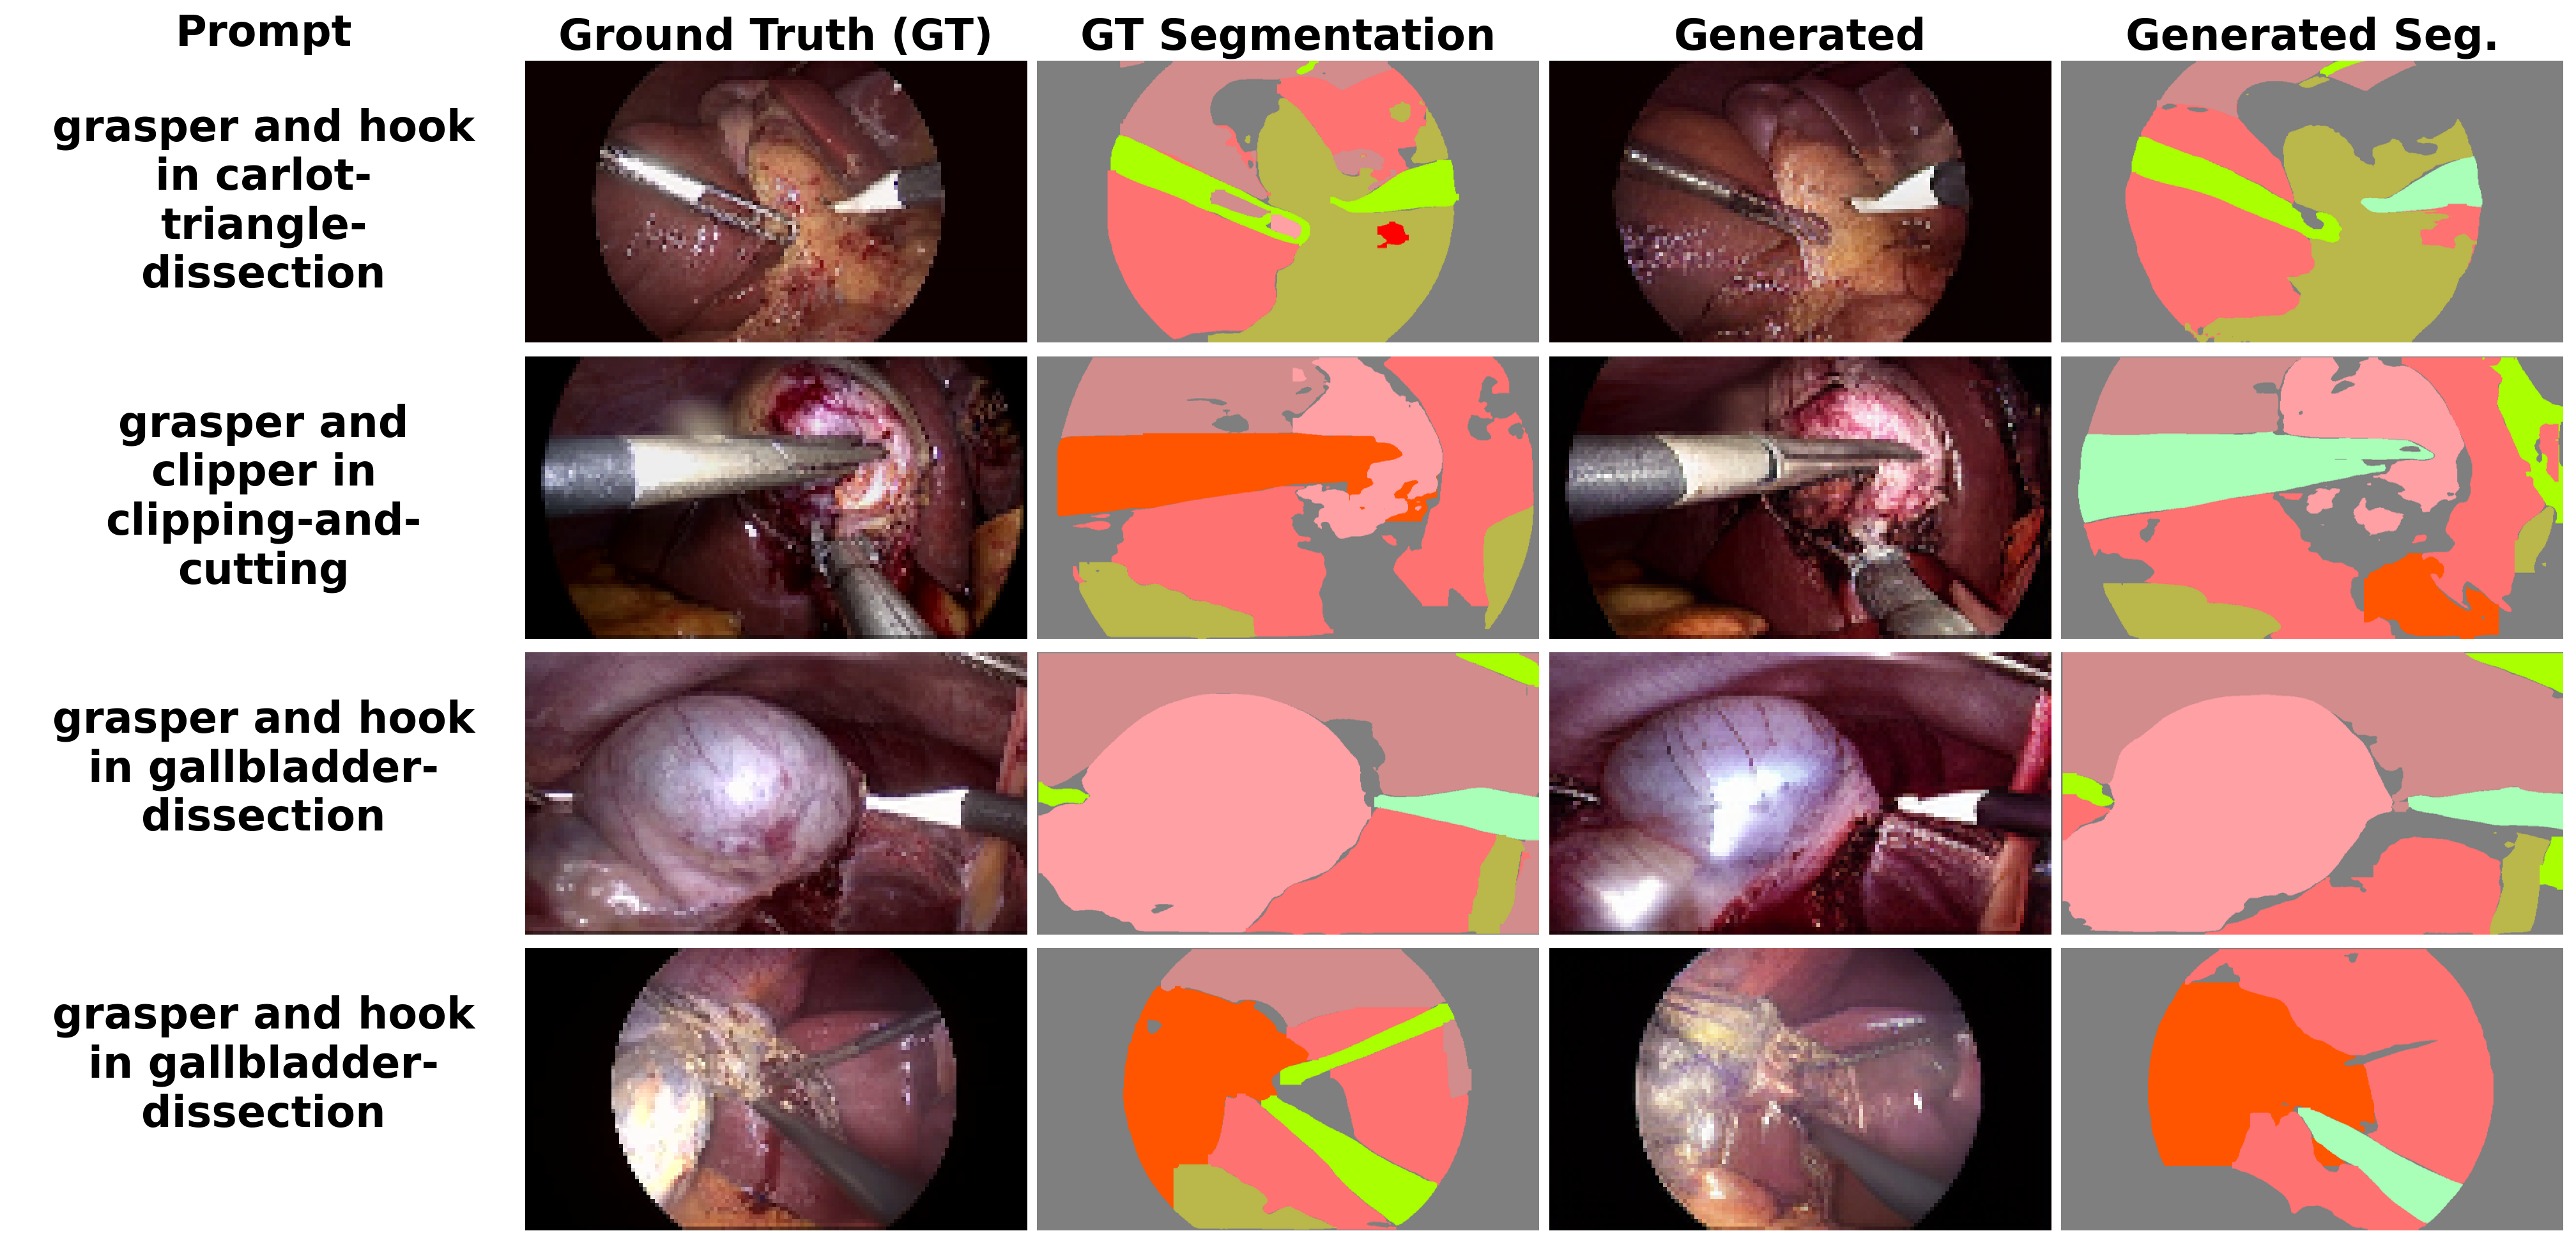 Prompt
Ground Truth (GT)
GT Segmentation
Generated
Generated Seg.
grasper and hook
in carlot-
triangle-
dissection
grasper and
clipper in
clipping-and-
cutting
grasper and hook
in gallbladder-
dissection
grasper and hook
in gallbladder-
dissection